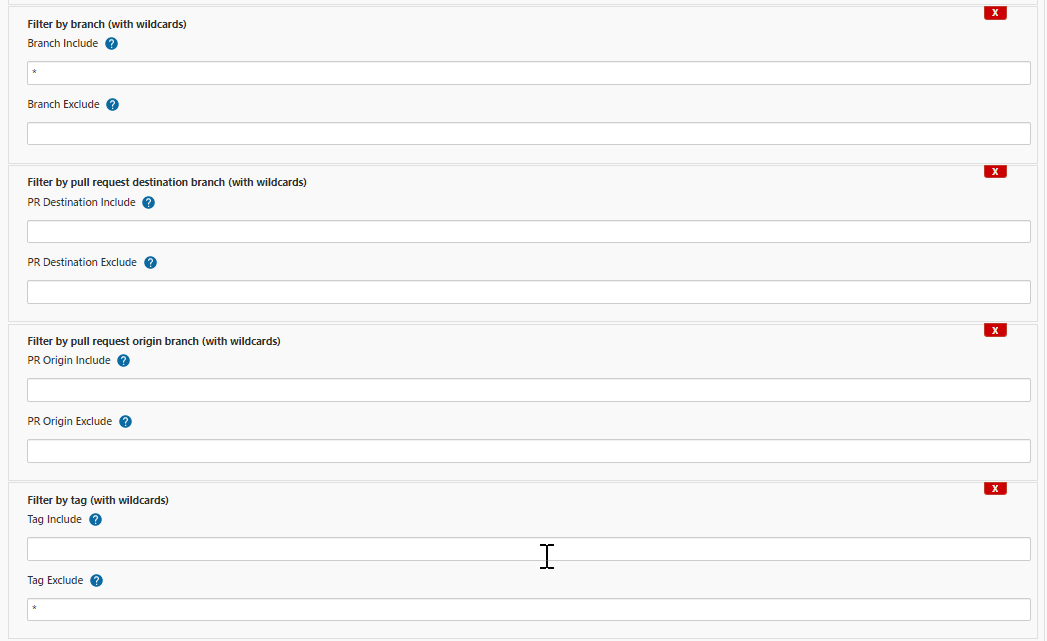 X
Filter by branch (with wildcards)
Branch Include ?
*
Branch Exclude ?
X
Filter by pull request destination branch (with wildcards)
PR Destination Include ?
PR Destination Exclude ?
X
Filter by pull request origin branch (with wildcards)
PR Origin Include ?
PR Origin Exclude ?
X
Filter by tag (with wildcards)
Tag Include ?
Tag Exclude ?
*